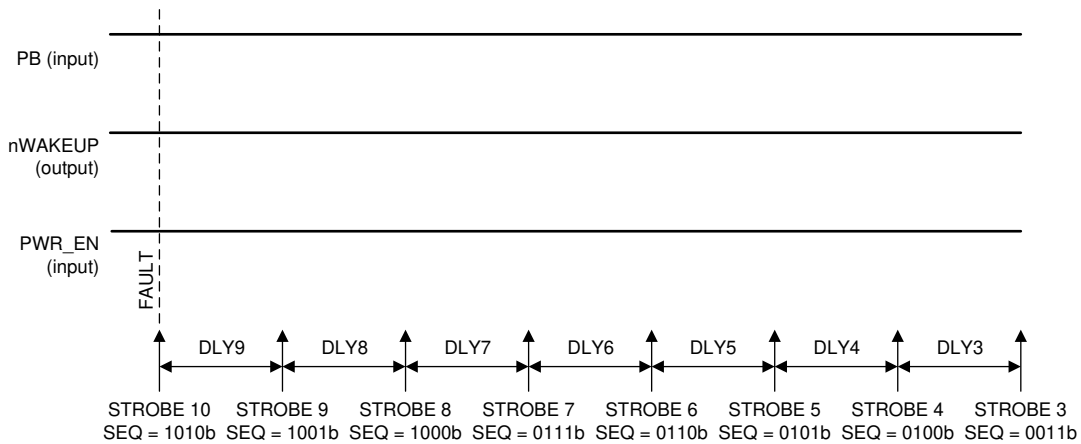 PB (input)
nWAKEUP
(output)
PWR_EN
(input)
FAULT
DLY9 DLY8 DLY7 DLY6 DLY5 DLY4 DLY3
STROBE 10 STROBE 9 STROBE 8 STROBE 7 STROBE 6 STROBE 5 STROBE 4 STROBE 3
SEQ = 1010b SEQ = 1001b SEQ = 1000b SEQ = 0111b SEQ = 0110b SEQ = 0101b SEQ = 0100b SEQ = 0011b